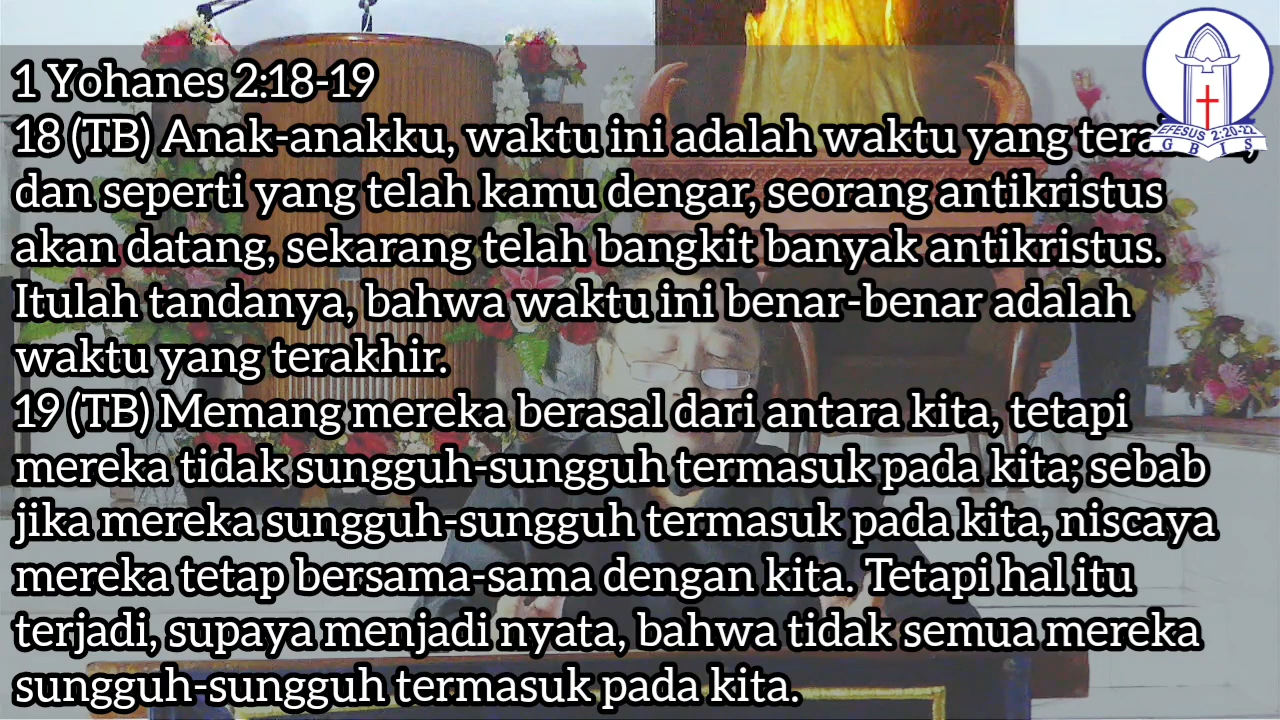 1 Yohanes 2:18-19
18 (TB) Anak-anakku, waktu ini adalah waktu yang
dan seperti yang telah kamu dengar, seorang antikristus
akan datang, sekarang telah bangkit banyak antikristus.
Itulah tandanya, bahwa waktu ini benar-benar adalah
waktu yang terakhir.
19 (TB) Memang mereka berasal dari antara kita, tetapi
mereka tidak sungguh-sungguh termasuk pada kita; sebab
jika mereka sungguh-sungguh termasuk pada kita, niscaya
mereka tetap bersama-sama dengan kita. Tetapi hal itu
terjadi, supaya menjadi nyata, bahwa tidak semua mereka
sungguh-sungguh termasuk pada kita.
EFESUS 2:20-22
G B I S